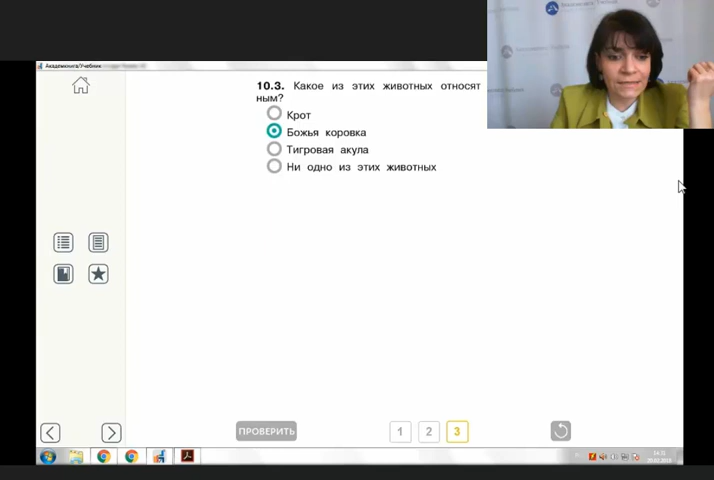 Академкнига/Учебник
10.3. Какое из этих животных относят
ным?
Крот
Божья коровка
Тигровая акула
Ни одно из этих животных
ПРОВЕРИТЬ
1 2 3